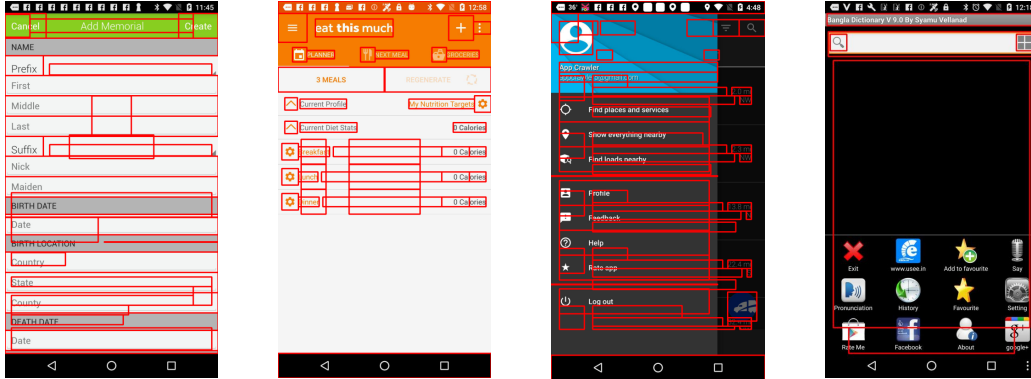 11:45
Cancel Add Memorial Create
NAME
Prefix
First
Middle
Last
Suffix
Nick
Maiden
BIRTH DATE
Date
BIRTH LOCATION
Country
State
County
DEATH DATE
Date
12:58
eat this much
PLANNER NEXT MEAL GROCERIES
3 MEALS REGENERATE
Current Profile My Nutrition Targets
Current Diet Stats 0 Calories
Breakfast 0 Calories
Lunch 0 Calories
Dinner 0 Calories
36° 4:48
App Crawler
Find places and services
Show everything nearby
Find loads nearby
Profile
Feedback
Help
Rate app
Log out
Bangla Dictionary V 9.0 By Syamu Vellanad
Exit www.usee.in Add to favourite Say
Pronunciation History Favourite Setting
Rate Me Facebook About google+